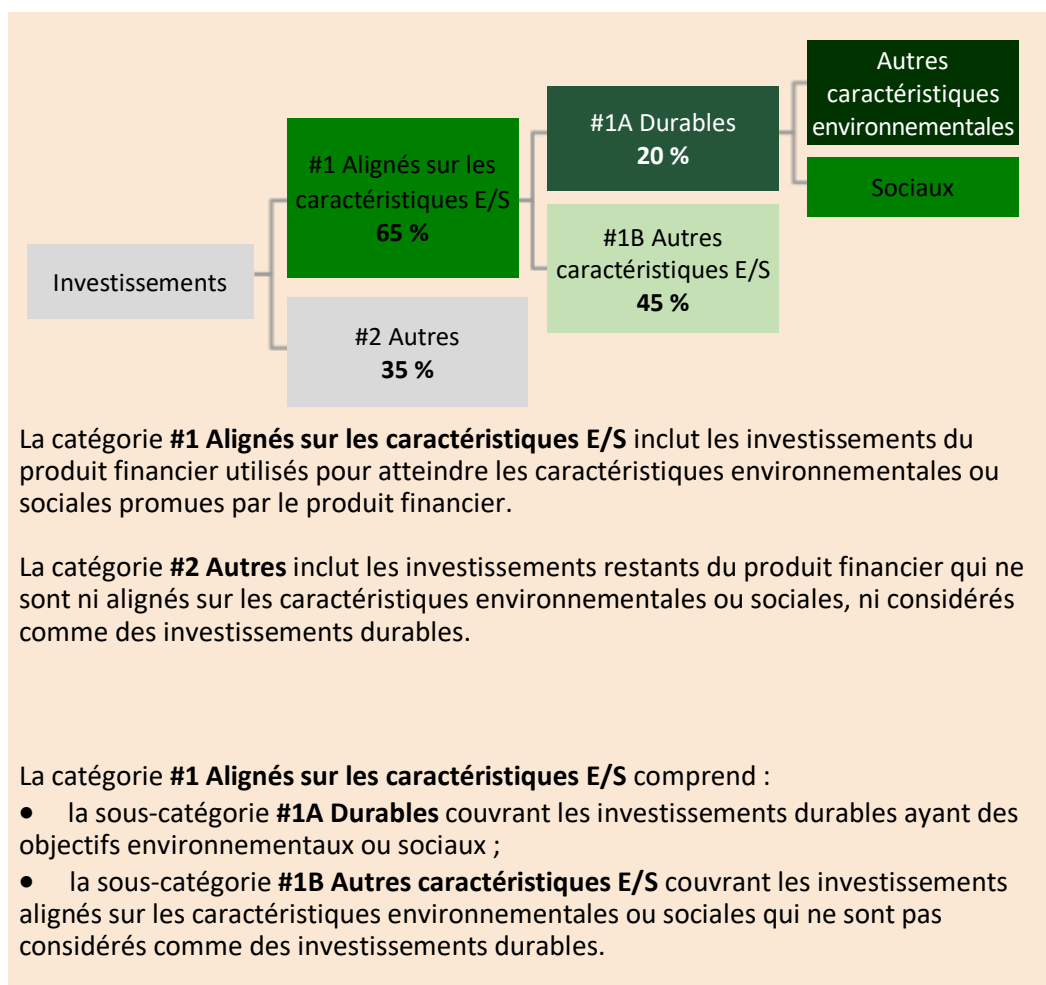 Autres
caractéristiques
environnementales
#1A Durables
20 %
#1 Alignés sur les
caractéristiques E/S
65 %
Sociaux
#1B Autres
caractéristiques E/S
45 %
Investissements
#2 Autres
35 %
La catégorie #1 Alignés sur les caractéristiques E/S inclut les investissements du
produit financier utilisés pour atteindre les caractéristiques environnementales ou
sociales promues par le produit financier.
La catégorie #2 Autres inclut les investissements restants du produit financier qui ne
sont ni alignés sur les caractéristiques environnementales ou sociales, ni considérés
comme des investissements durables.
La catégorie #1 Alignés sur les caractéristiques E/S comprend :
• la sous-catégorie #1A Durables couvrant les investissements durables ayant des
objectifs environnementaux ou sociaux ;
• la sous-catégorie #1B Autres caractéristiques E/S couvrant les investissements
alignés sur les caractéristiques environnementales ou sociales qui ne sont pas
considérés comme des investissements durables.